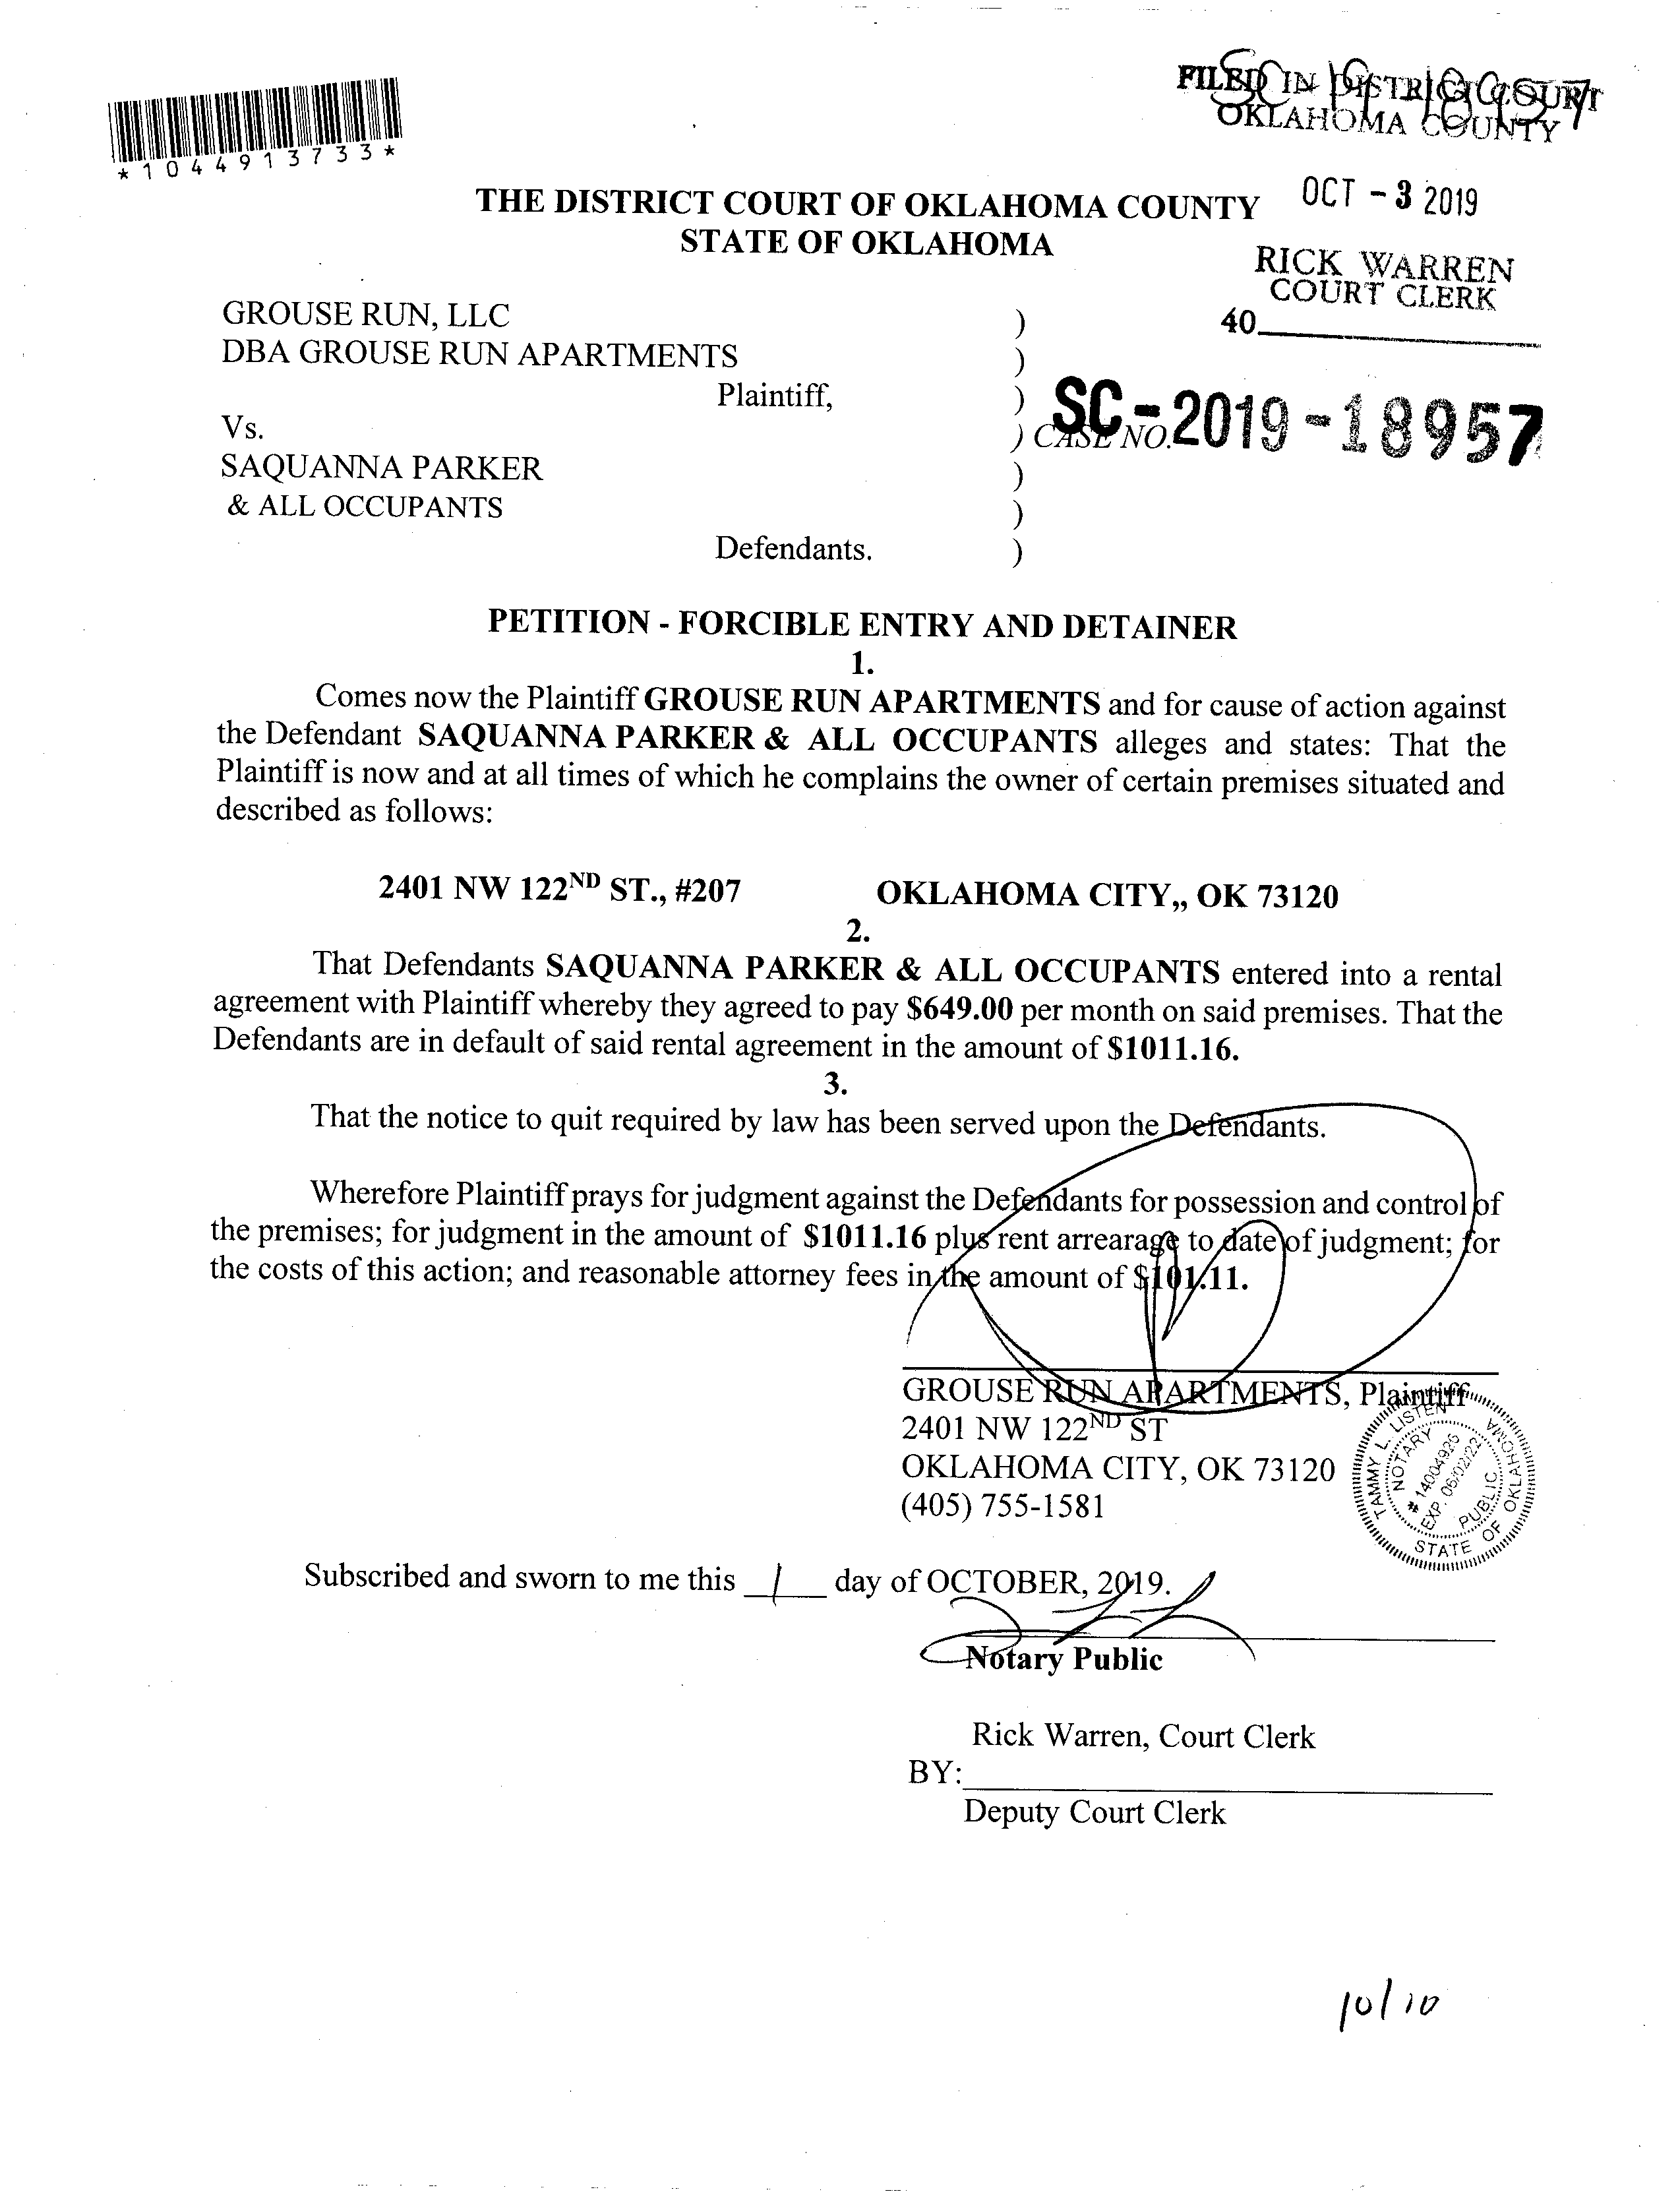 *1044913733*
FILED IN DISTRICT COURT
OKLAHOMA COUNTY
SC 19 18957
OCT - 3 2019
RICK WARREN
COURT CLERK
40
THE DISTRICT COURT OF OKLAHOMA COUNTY
STATE OF OKLAHOMA
GROUSE RUN, LLC )
DBA GROUSE RUN APARTMENTS )
Plaintiff, )
Vs. ) CASE NO. SC-2019-18957
SAQUANNA PARKER )
& ALL OCCUPANTS )
Defendants. )
PETITION - FORCIBLE ENTRY AND DETAINER
1.
Comes now the Plaintiff GROUSE RUN APARTMENTS and for cause of action against
the Defendant SAQUANNA PARKER & ALL OCCUPANTS alleges and states: That the
Plaintiff is now and at all times of which he complains the owner of certain premises situated and
described as follows:
2401 NW 122ND ST., #207 OKLAHOMA CITY,, OK 73120
2.
That Defendants SAQUANNA PARKER & ALL OCCUPANTS entered into a rental
agreement with Plaintiff whereby they agreed to pay $649.00 per month on said premises. That the
Defendants are in default of said rental agreement in the amount of $1011.16.
3.
That the notice to quit required by law has been served upon the Defendants.
Wherefore Plaintiff prays for judgment against the Defendants for possession and control of
the premises; for judgment in the amount of $1011.16 plus rent arrearage to date of judgment; for
the costs of this action; and reasonable attorney fees in the amount of $101.11.
GROUSE RUN APARTMENTS, Plaintiff
2401 NW 122ND ST
OKLAHOMA CITY, OK 73120
(405) 755-1581
TAMMY L. LISTEN
NOTARY
# 14004926
EXP. 06/02/22
PUBLIC
STATE OF OKLAHOMA
Subscribed and sworn to me this 1 day of OCTOBER, 2019.
Notary Public
Rick Warren, Court Clerk
BY:
Deputy Court Clerk
10/10